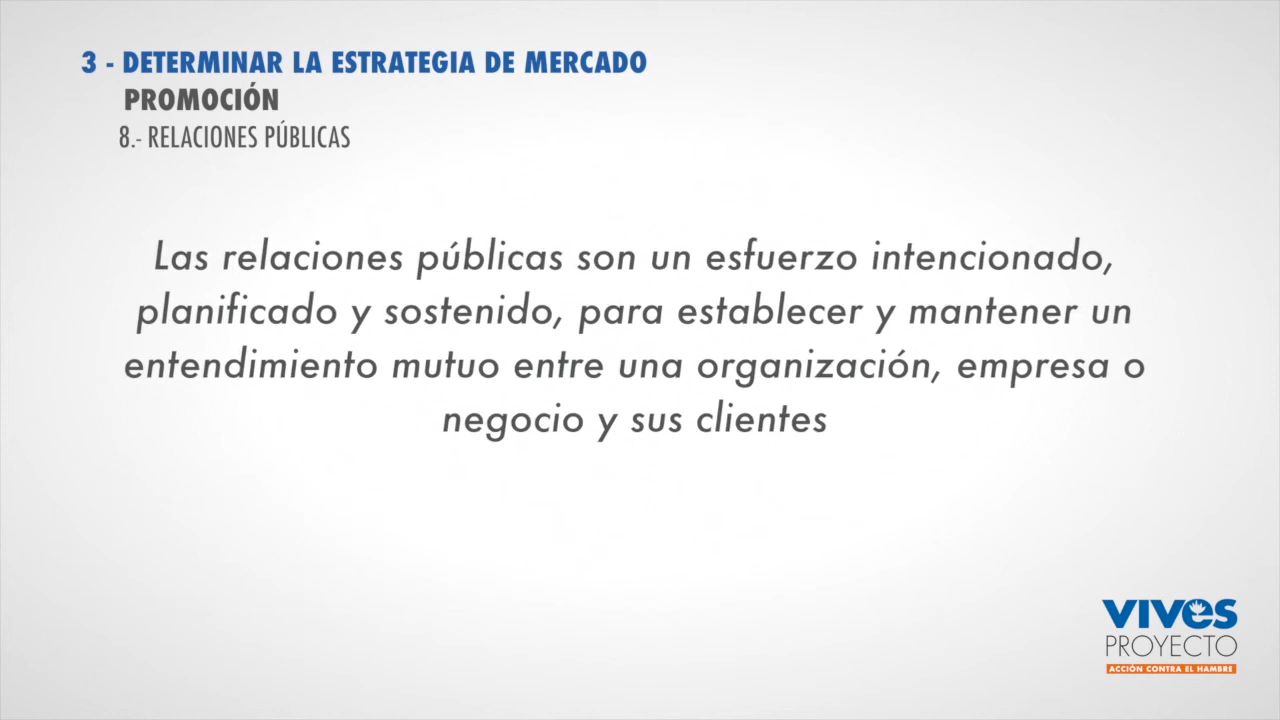 3 - DETERMINAR LA ESTRATEGIA DE MERCADO
PROMOCIÓN
8.- RELACIONES PÚBLICAS
Las relaciones públicas son un esfuerzo intencionado,
planificado y sostenido, para establecer y mantener un
entendimiento mutuo entre una organización, empresa o
negocio y sus clientes
VIVES
PROYECTO
ACCIÓN CONTRA EL HAMBRE